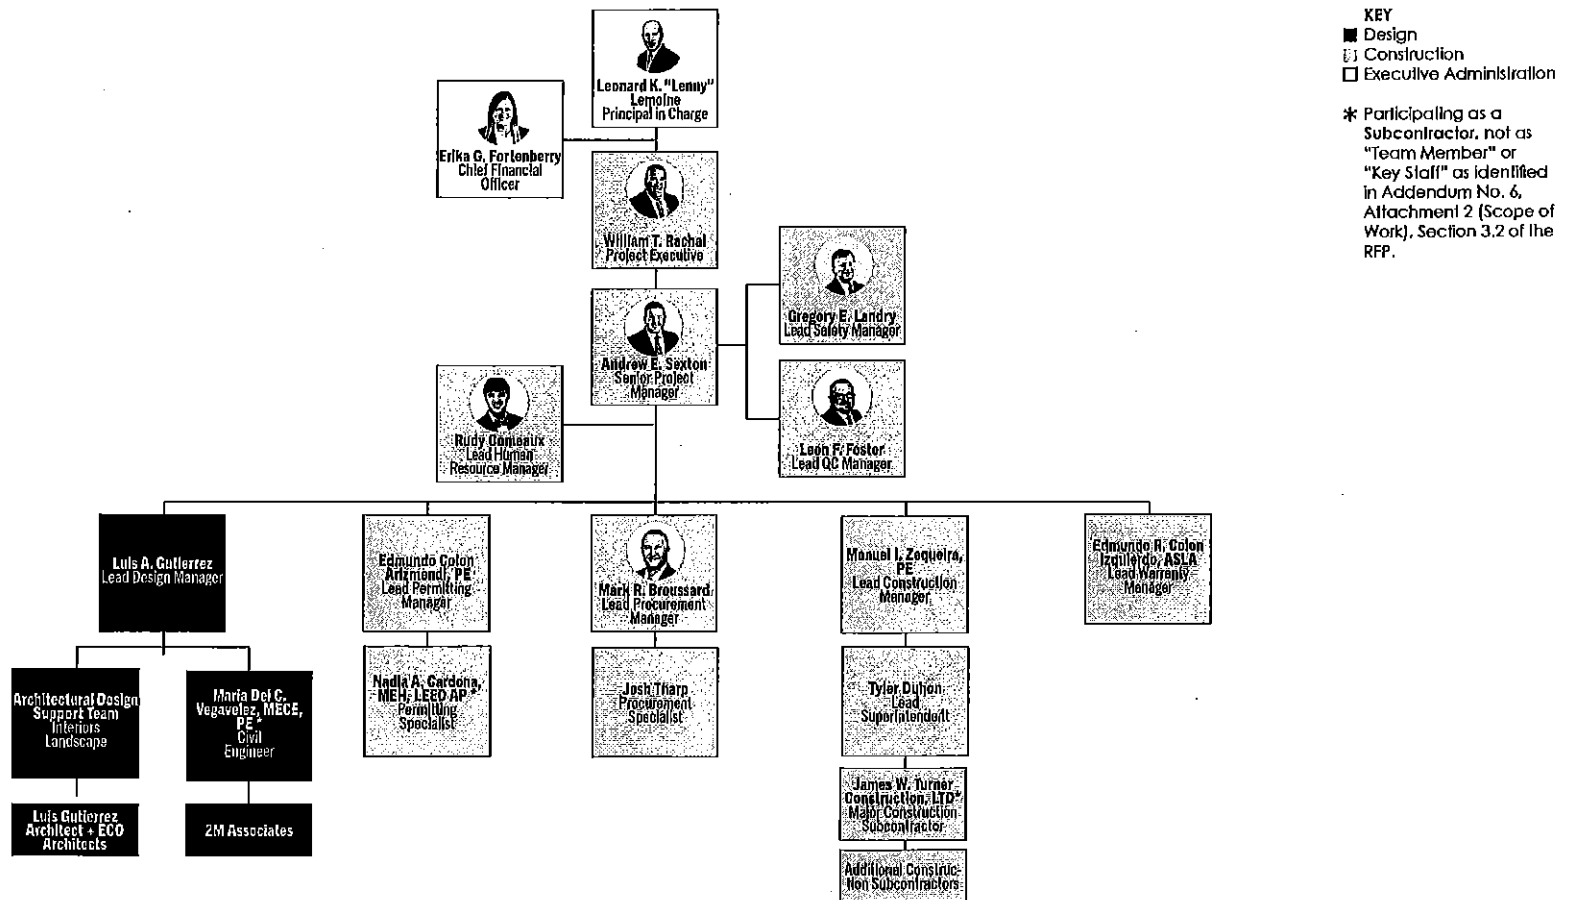 KEY
Design
Construction
Executive Administration
* Participating as a
Subcontractor, not as
"Team Member" or
"Key Staff" as identified
in Addendum No. 6,
Attachment 2 (Scope of
Work), Section 3.2 of the
RFP.
Leonard K. "Lenny"
Lemoine
Principal in Charge
Erika G. Fortenberry
Chief Financial
Officer
William T. Rachal
Project Executive
Gregory E. Landry
Lead Safety Manager
Andrew E. Sexton
Senior Project
Manager
Rudy Comeaux
Lead Human
Resource Manager
Leon F. Foster
Lead QC Manager
Luis A. Gutierrez
Lead Design Manager
Edmundo Colon
Arizmendi, PE
Lead Permitting
Manager
Mark R. Broussard
Lead Procurement
Manager
Manuel I. Zequeira,
PE
Lead Construction
Manager
Edmundo R. Colon
Izquierdo, ASLA
Lead Warranty
Manager
Architectural Design
Support Team
Interiors
Landscape
Maria Del C.
Vegavelez, MECE,
PE *
Civil
Engineer
Nadia A. Cardona,
MEH, LEED AP *
Permitting
Specialist
Josh Tharp
Procurement
Specialist
Tyler Duhon
Lead
Superintendent
Luis Gutierrez
Architect + ECO
Architects
2M Associates
James W. Turner
Construction, LTD*
Major Construction
Subcontractor
Additional Construc-
tion Subcontractors